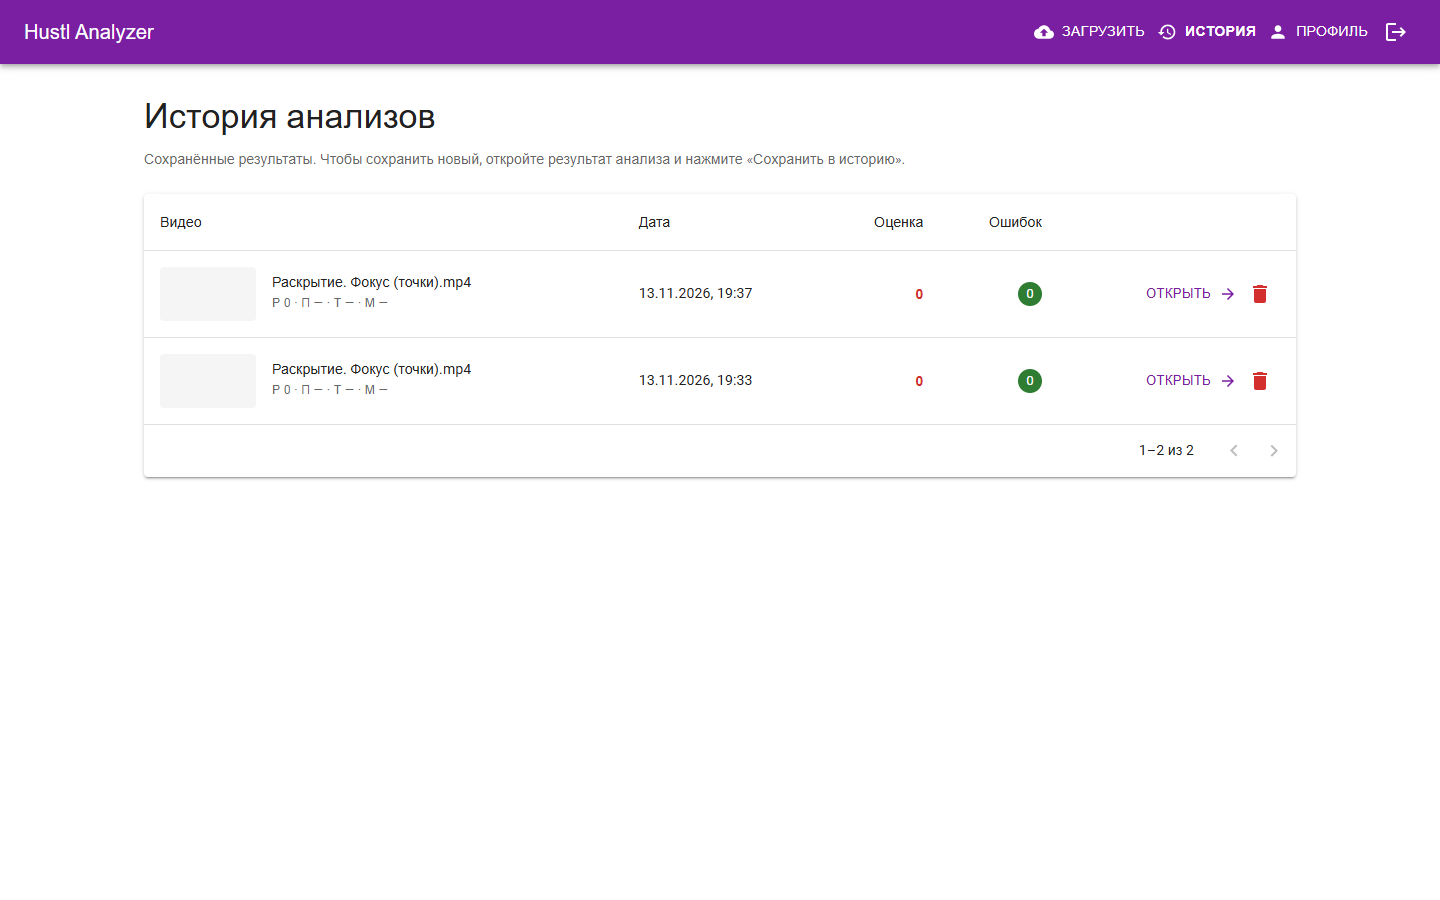 Hustl Analyzer
ЗАГРУЗИТЬ
ИСТОРИЯ
ПРОФИЛЬ
История анализов
Сохранённые результаты. Чтобы сохранить новый, откройте результат анализа и нажмите «Сохранить в историю».
Видео Дата Оценка Ошибок
Раскрытие. Фокус (точки).mp4
Р 0 · П — · Т — · М —
13.11.2026, 19:37 0 0 ОТКРЫТЬ
Раскрытие. Фокус (точки).mp4
Р 0 · П — · Т — · М —
13.11.2026, 19:33 0 0 ОТКРЫТЬ
1–2 из 2